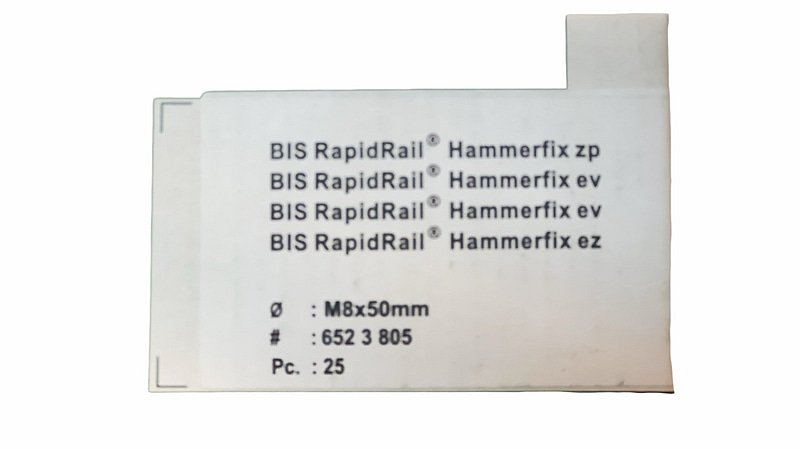 BIS RapidRail® Hammerfix zp
BIS RapidRail® Hammerfix ev
BIS RapidRail® Hammerfix ev
BIS RapidRail® Hammerfix ez
Ø : M8x50mm
# : 652 3 805
Pc. : 25